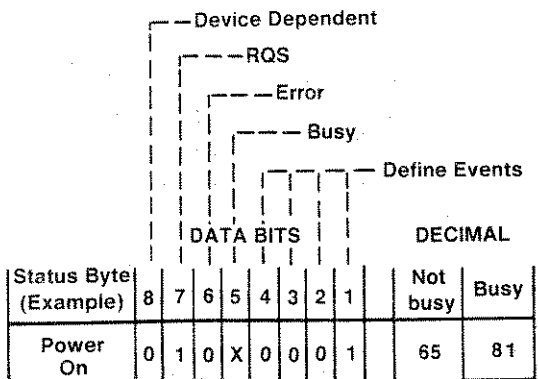 Device Dependent
RQS
Error
Busy
Define Events
DATA BITS DECIMAL
Status Byte (Example) 8 7 6 5 4 3 2 1 Not busy Busy
Power On 0 1 0 X 0 0 0 1 65 81